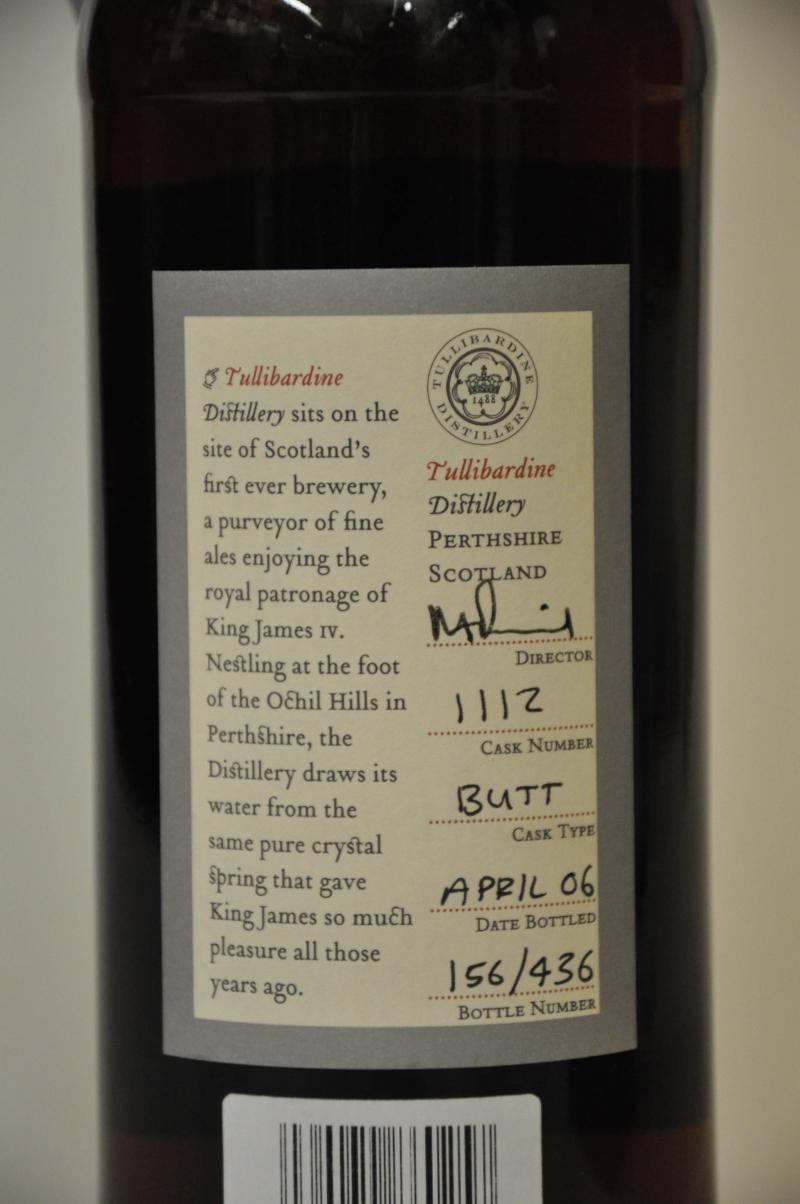 Tullibardine
Distillery sits on the
site of Scotland's
first ever brewery,
a purveyor of fine
ales enjoying the
royal patronage of
King James IV.
Nestling at the foot
of the Ochil Hills in
Perthshire, the
Distillery draws its
water from the
same pure crystal
spring that gave
King James so much
pleasure all those
years ago.
TULLIBARDINE
1488
DISTILLERY
Tullibardine
Distillery
PERTHSHIRE
SCOTLAND
DIRECTOR
1112
CASK NUMBER
BUTT
CASK TYPE
APRIL 06
DATE BOTTLED
156/436
BOTTLE NUMBER